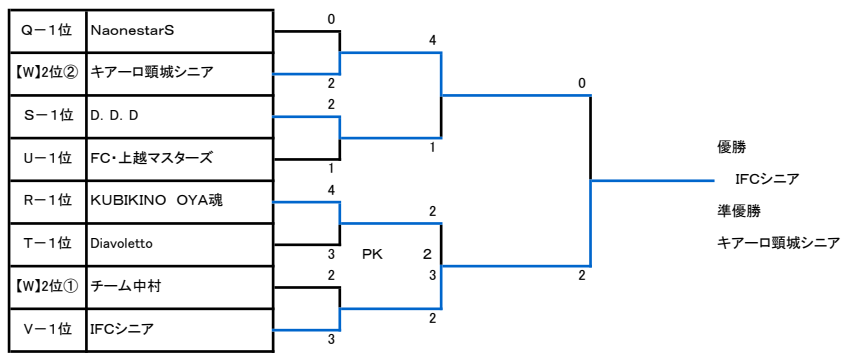 Q－1位 NaonestarS
0
4
【W】2位② キアーロ頸城シニア
2
0
S－1位 D．D．D
2
1
U－1位 FC・上越マスターズ
1
優勝
IFCシニア
R－1位 KUBIKINO OYA魂
4
2
準優勝
T－1位 Diavoletto
3
PK 2
3
2
キアーロ頸城シニア
【W】2位① チーム中村
2
2
V－1位 IFCシニア
3